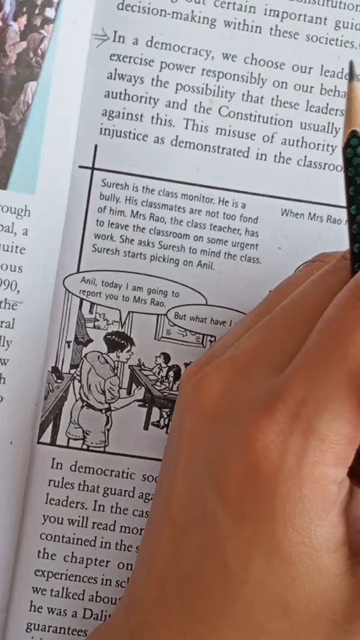 out certain important guid
decision-making within these societies.
In a democracy, we choose our leade
exercise power responsibly on our beha
always the possibility that these leaders
authority and the Constitution usually
against this. This misuse of authority
injustice as demonstrated in the classroo
Suresh is the class monitor. He is a
bully. His classmates are not too fond
of him. Mrs Rao, the class teacher, has
to leave the classroom on some urgent
work. She asks Suresh to mind the class.
Suresh starts picking on Anil.
When Mrs Rao
Anil, today I am going to
report you to Mrs Rao.
But what have I
In democratic soc
rules that guard aga
leaders. In the cas
you will read mor
contained in the s
the chapter on
experiences in sch
we talked about
he was a Dali
guarantees
rough
bal, a
uite
ous
990,
the
ral
lly
w
h